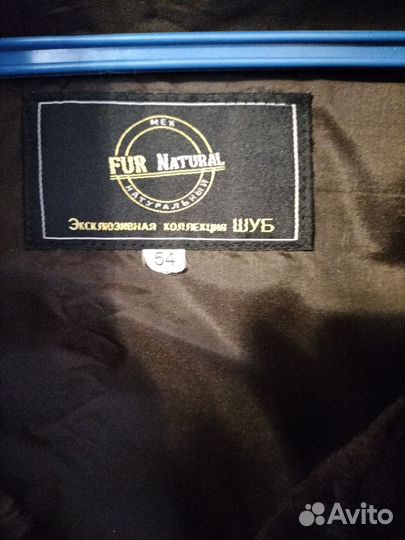 МЕХ
FUR NATURAL
НАТУРАЛЬНЫЙ
Эксклюзивная коллекция ШУБ
54
Avito